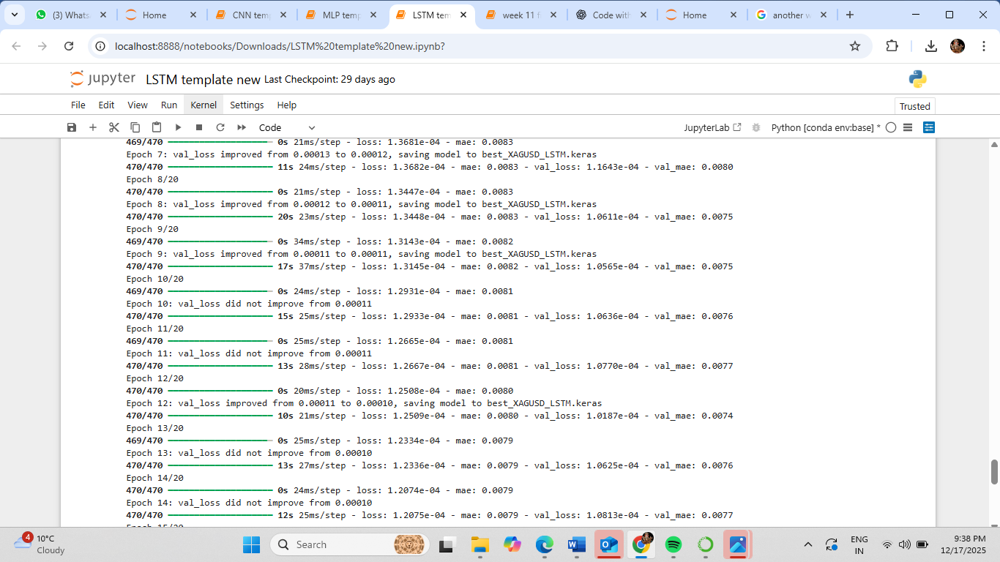 (3) Whats
Home
CNN tem
MLP temp
LSTM tem
week 11 f
Code with
Home
another w
localhost:8888/notebooks/Downloads/LSTM%20template%20new.ipynb?
jupyter LSTM template new Last Checkpoint: 29 days ago
File Edit View Run Kernel Settings Help Trusted
Code JupyterLab Python [conda env:base] *
469/470 0s 21ms/step - loss: 1.3681e-04 - mae: 0.0083
Epoch 7: val_loss improved from 0.00013 to 0.00012, saving model to best_XAGUSD_LSTM.keras
470/470 11s 24ms/step - loss: 1.3682e-04 - mae: 0.0083 - val_loss: 1.1643e-04 - val_mae: 0.0080
Epoch 8/20
470/470 0s 21ms/step - loss: 1.3447e-04 - mae: 0.0083
Epoch 8: val_loss improved from 0.00012 to 0.00011, saving model to best_XAGUSD_LSTM.keras
470/470 20s 23ms/step - loss: 1.3448e-04 - mae: 0.0083 - val_loss: 1.0611e-04 - val_mae: 0.0075
Epoch 9/20
469/470 0s 34ms/step - loss: 1.3143e-04 - mae: 0.0082
Epoch 9: val_loss improved from 0.00011 to 0.00011, saving model to best_XAGUSD_LSTM.keras
470/470 17s 37ms/step - loss: 1.3145e-04 - mae: 0.0082 - val_loss: 1.0565e-04 - val_mae: 0.0075
Epoch 10/20
469/470 0s 24ms/step - loss: 1.2931e-04 - mae: 0.0081
Epoch 10: val_loss did not improve from 0.00011
470/470 15s 25ms/step - loss: 1.2933e-04 - mae: 0.0081 - val_loss: 1.0636e-04 - val_mae: 0.0076
Epoch 11/20
469/470 0s 25ms/step - loss: 1.2665e-04 - mae: 0.0081
Epoch 11: val_loss did not improve from 0.00011
470/470 13s 28ms/step - loss: 1.2667e-04 - mae: 0.0081 - val_loss: 1.0770e-04 - val_mae: 0.0077
Epoch 12/20
470/470 0s 20ms/step - loss: 1.2508e-04 - mae: 0.0080
Epoch 12: val_loss improved from 0.00011 to 0.00010, saving model to best_XAGUSD_LSTM.keras
470/470 10s 21ms/step - loss: 1.2509e-04 - mae: 0.0080 - val_loss: 1.0187e-04 - val_mae: 0.0074
Epoch 13/20
469/470 0s 25ms/step - loss: 1.2334e-04 - mae: 0.0079
Epoch 13: val_loss did not improve from 0.00010
470/470 13s 27ms/step - loss: 1.2336e-04 - mae: 0.0079 - val_loss: 1.0625e-04 - val_mae: 0.0076
Epoch 14/20
470/470 0s 24ms/step - loss: 1.2074e-04 - mae: 0.0079
Epoch 14: val_loss did not improve from 0.00010
470/470 12s 25ms/step - loss: 1.2075e-04 - mae: 0.0079 - val_loss: 1.0813e-04 - val_mae: 0.0077
Epoch 15/20
4
10°C
Cloudy
Search
ENG
IN
9:38 PM
12/17/2025